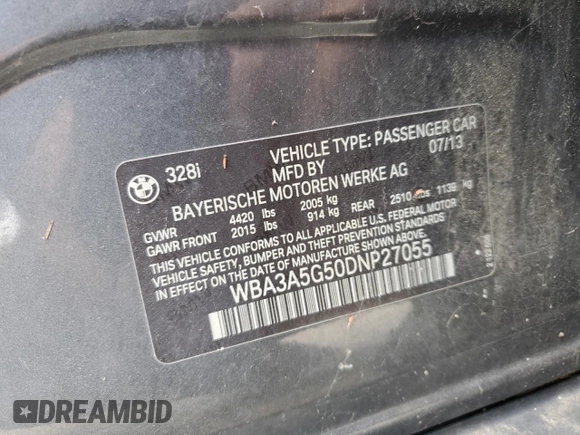 BMW
328i
VEHICLE TYPE: PASSENGER CAR
MFD BY 07/13
BAYERISCHE MOTOREN WERKE AG
GVWR 4420 lbs 2005 kg
GAWR FRONT 2015 lbs 914 kg REAR 2510 lbs 1139 kg
THIS VEHICLE CONFORMS TO ALL APPLICABLE U.S. FEDERAL MOTOR
VEHICLE SAFETY, BUMPER AND THEFT PREVENTION STANDARDS
IN EFFECT ON THE DATE OF MANUFACTURE SHOWN ABOVE.
WBA3A5G50DNP27055
DREAMBID